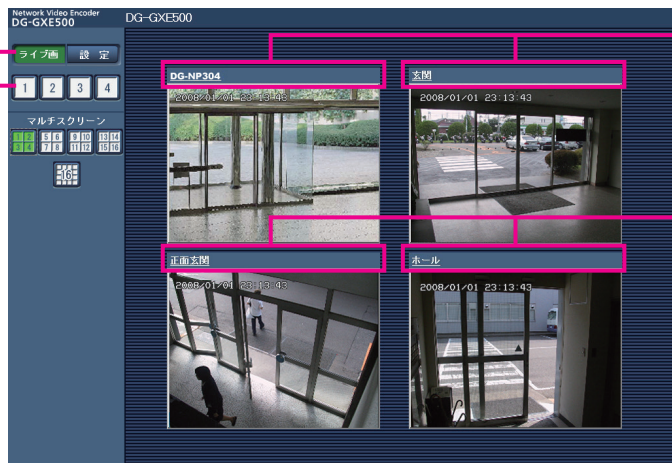 Network Video Encoder
DG-GXE500
DG-GXE500
ライブ画
設 定
1 2 3 4
マルチスクリーン
1 2 5 6 9 10 13 14
3 4 7 8 11 12 15 16
16
DG-NP304
玄関
2008/01/01 23:13:43
2008/01/01 23:13:43
正面玄関
ホール
2008/01/01 23:13:43
2008/01/01 23:13:43